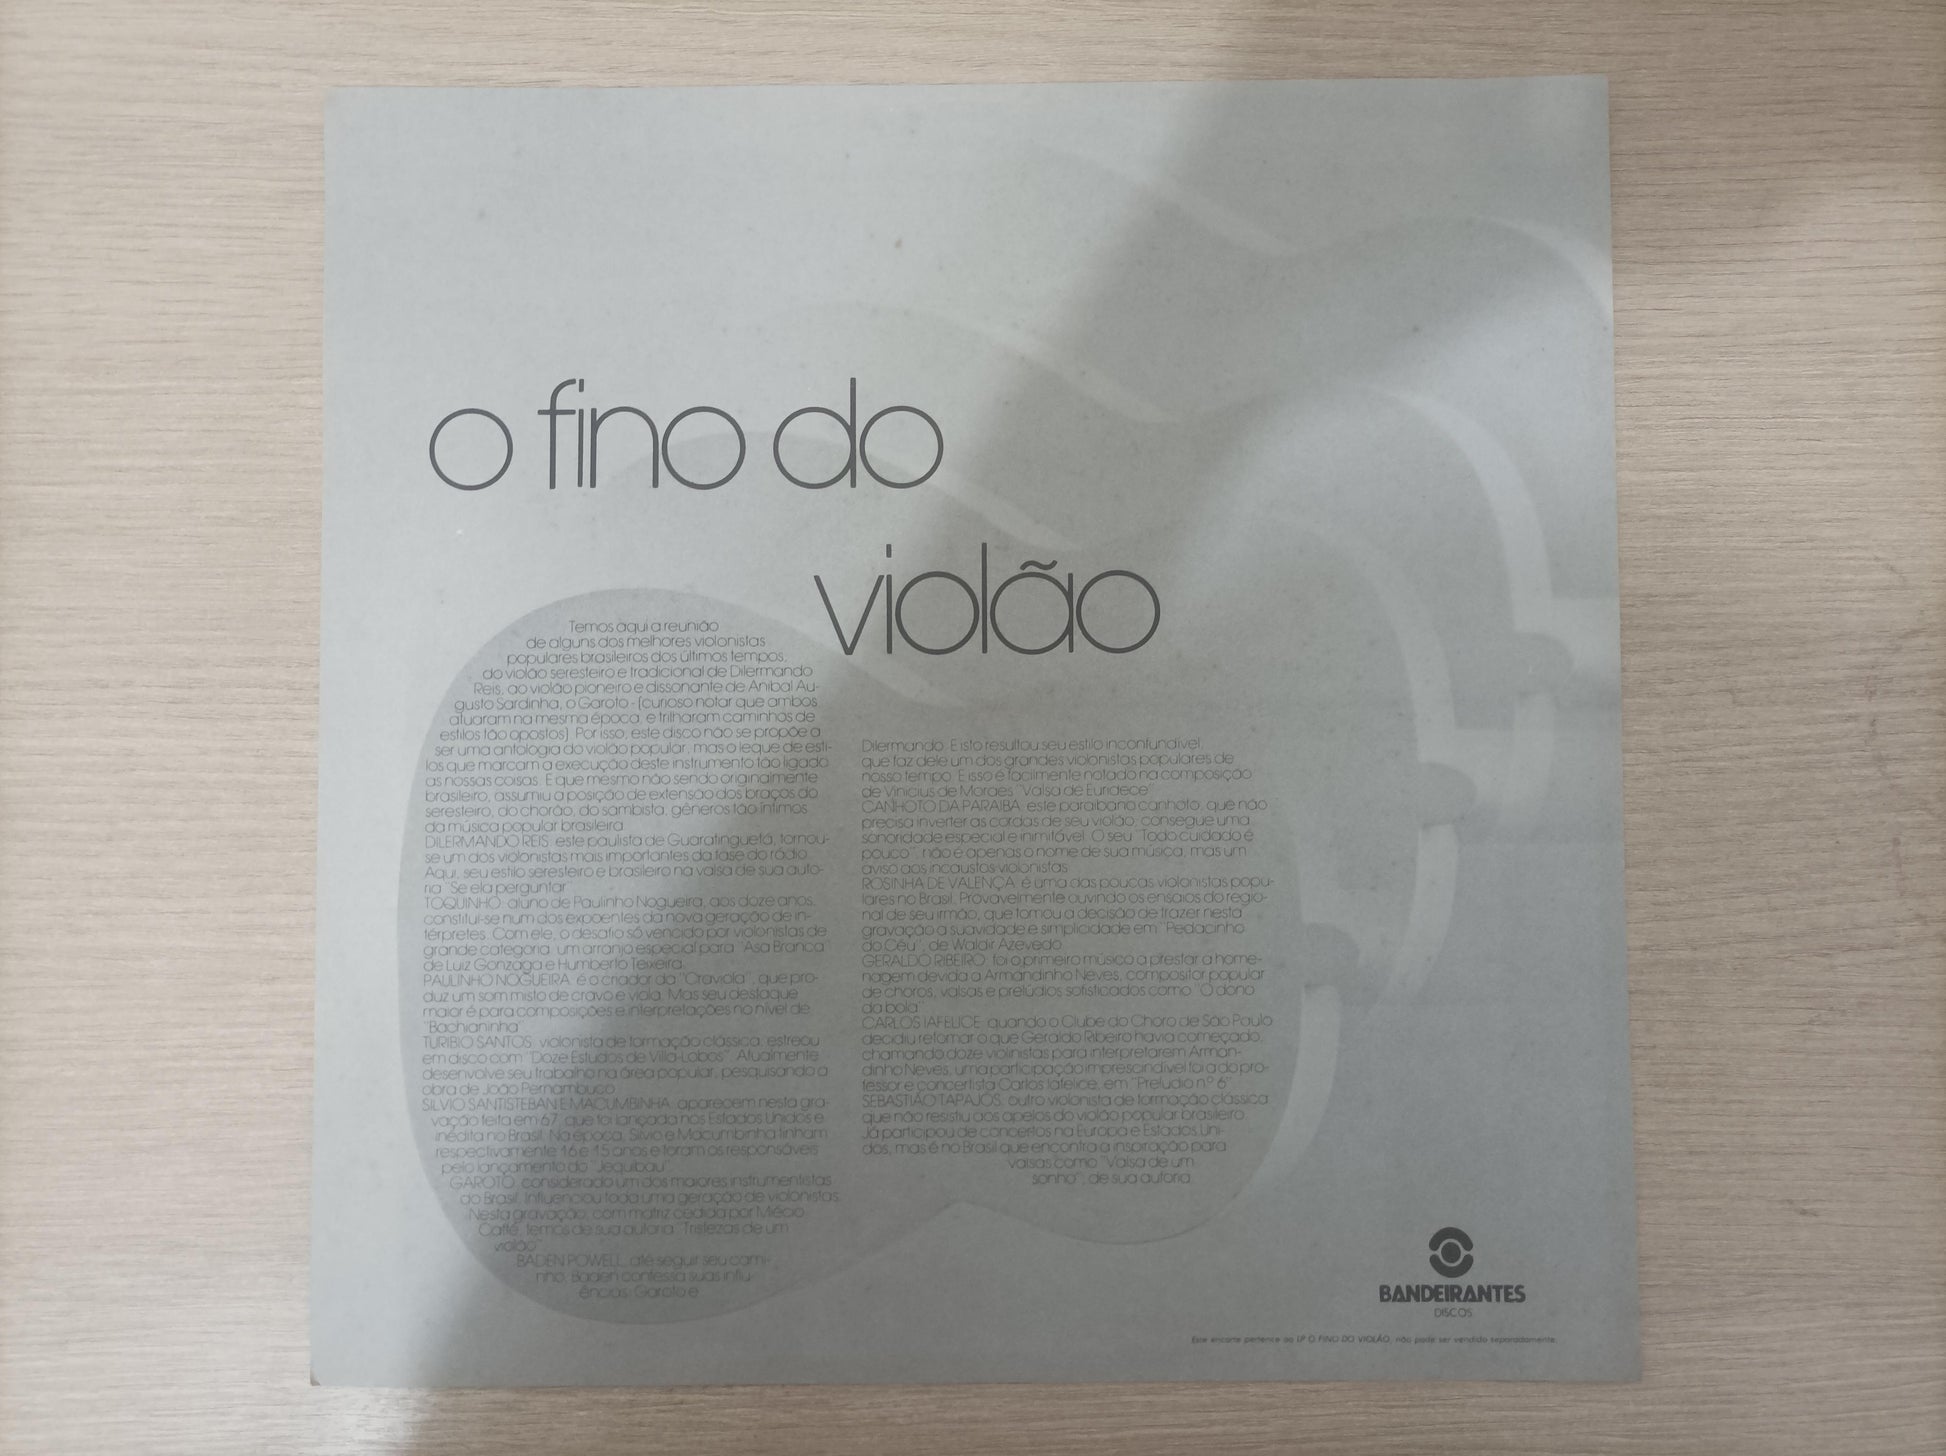 o fino do
violão
Temos aqui a reunião
de alguns dos melhores violonistas
populares brasileiros dos últimos tempos,
do violão seresteiro e tradicional de Dilermando
Reis, ao violão pioneiro e dissonante de Anibal Au-
gusto Sardinha, o Garoto - (curioso notar que ambos
atuaram na mesma época, e trilharam caminhos de
estilos tão opostos). Por isso, este disco não se propõe a
ser uma antologia do violão popular, mas o leque de esti-
los que marcam a execução deste instrumento tão ligado
as nossas coisas. E que mesmo não sendo originalmente
brasileiro, assumiu a posição de extensão dos braços do
seresteiro, do chorão, do sambista, gêneros tão íntimos
da música popular brasileira.
DILERMANDO REIS: este paulista de Guaratinguetá, tornou-
se um dos violonistas mais importantes da fase do rádio.
Aqui, seu estilo seresteiro e brasileiro na valsa de sua auto-
ria "Se ela perguntar"
TOQUINHO: aluno de Paulinho Nogueira, aos doze anos,
constitui-se num dos expoentes da nova geração de in-
térpretes. Com ele, o desafio só vencido por violonistas de
grande categoria: um arranjo especial para "Asa Branca"
de Luiz Gonzaga e Humberto Teixeira.
PAULINHO NOGUEIRA: é o criador da "Craviola", que pro-
duz um som misto de cravo e viola. Mas seu destaque
maior é para composições e interpretações no nível de
"Bachianinha"
TURIBIO SANTOS: violonista de formação clássica, estreou
em disco com "Doze Estudos de Villa-Lobos". Atualmente
desenvolve seu trabalho na área popular, pesquisando a
obra de João Pernambuco.
SILVIO SANTISTEBAN E MACUMBINHA: aparecem nesta gra-
vação feita em 67, que foi lançada nos Estados Unidos e
inédita no Brasil. Na época, Silvio e Macumbinha tinham
respectivamente 16 e 15 anos e foram os responsáveis
pelo lançamento do "Jequibau".
GAROTO: considerado um dos maiores instrumentistas
do Brasil. Influenciou toda uma geração de violonistas.
Nesta gravação, com matriz cedida por Miécio
Caffé, temos de sua autoria "Tristezas de um
violão"
BADEN POWELL: até seguir seu cami-
nho, Baden confessa suas influ-
ências: Garoto e
Dilermando. E isto resultou seu estilo inconfundível,
que faz dele um dos grandes violonistas populares de
nosso tempo. E isso é facilmente notado na composição
de Vinicius de Moraes "Valsa de Euridece"
CANHOTO DA PARAIBA: este paraibano canhoto, que não
precisa inverter as cordas de seu violão, consegue uma
sonoridade especial e inimitável. O seu "Todo cuidado é
pouco", não é apenas o nome de sua música, mas um
aviso aos incautos violonistas.
ROSINHA DE VALENÇA: é uma das poucas violonistas popu-
lares no Brasil. Provavelmente ouvindo os ensaios do regio-
nal de seu irmão, que tomou a decisão de trazer nesta
gravação a suavidade e simplicidade em "Pedacinho
do Céu", de Waldir Azevedo.
GERALDO RIBEIRO: foi o primeiro músico a prestar a home-
nagem devida a Armandinho Neves, compositor popular
de choros, valsas e prelúdios sofisticados como "O dono
da bola"
CARLOS IAFELICE: quando o Clube do Choro de São Paulo
decidiu retomar o que Geraldo Ribeiro havia começado,
chamando doze violinistas para interpretarem Arman-
dinho Neves, uma participação imprescindível foi a do pro-
fessor e concertista Carlos Iafelice, em "Preludio n.º 6"
SEBASTIÃO TAPAJÓS: outro violonista de formação clássica
que não resistiu aos apelos do violão popular brasileiro.
Já participou de concertos na Europa e Estados Uni-
dos, mas é no Brasil que encontra a inspiração para
valsas como "Valsa de um
sonho", de sua autoria.
BANDEIRANTES
DISCOS
Este encarte pertence ao LP O FINO DO VIOLÃO, não pode ser vendido separadamente.